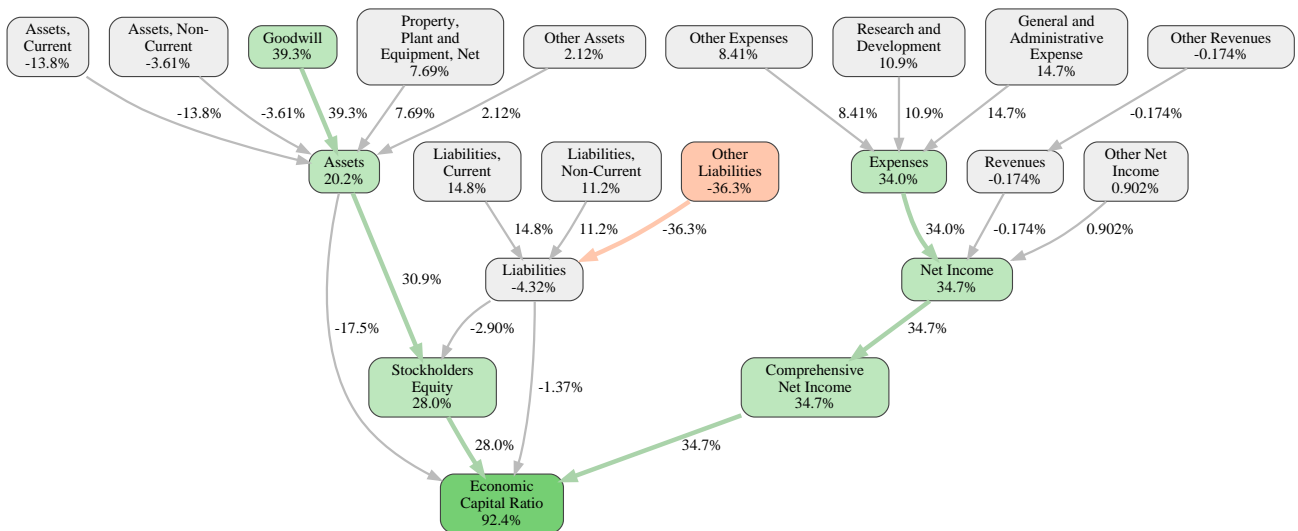 Assets,
Current
-13.8%
Assets, Non-
Current
-3.61%
Goodwill
39.3%
Property,
Plant and
Equipment, Net
7.69%
Other Assets
2.12%
Other Expenses
8.41%
Research and
Development
10.9%
General and
Administrative
Expense
14.7%
Other Revenues
-0.174%
-13.8%
-3.61%
39.3%
7.69%
2.12%
8.41%
10.9%
14.7%
-0.174%
Assets
20.2%
Liabilities,
Current
14.8%
Liabilities,
Non-Current
11.2%
Other
Liabilities
-36.3%
Expenses
34.0%
Revenues
-0.174%
Other Net
Income
0.902%
14.8%
11.2%
-36.3%
34.0%
-0.174%
0.902%
30.9%
Liabilities
-4.32%
Net Income
34.7%
-17.5%
-2.90%
34.7%
Stockholders
Equity
28.0%
-1.37%
Comprehensive
Net Income
34.7%
28.0%
34.7%
Economic
Capital Ratio
92.4%